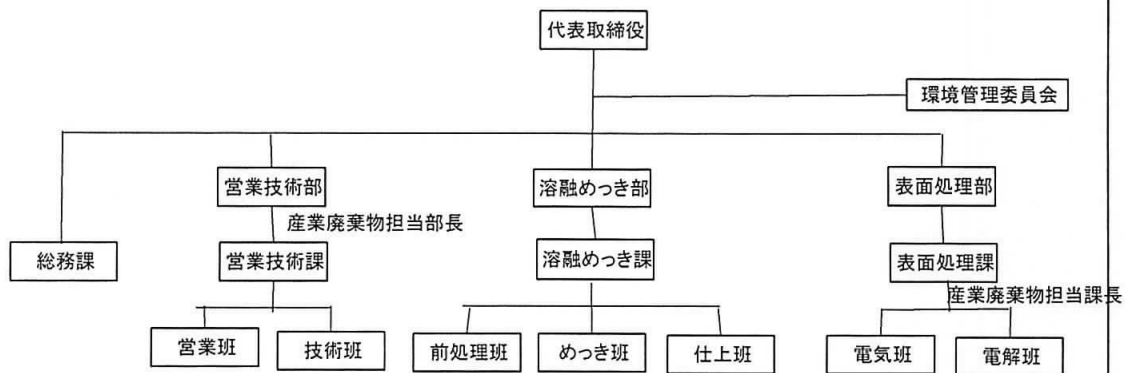 代表取締役
環境管理委員会
営業技術部
溶融めっき部
表面処理部
産業廃棄物担当部長
総務課
営業技術課
溶融めっき課
表面処理課
産業廃棄物担当課長
営業班
技術班
前処理班
めっき班
仕上班
電気班
電解班